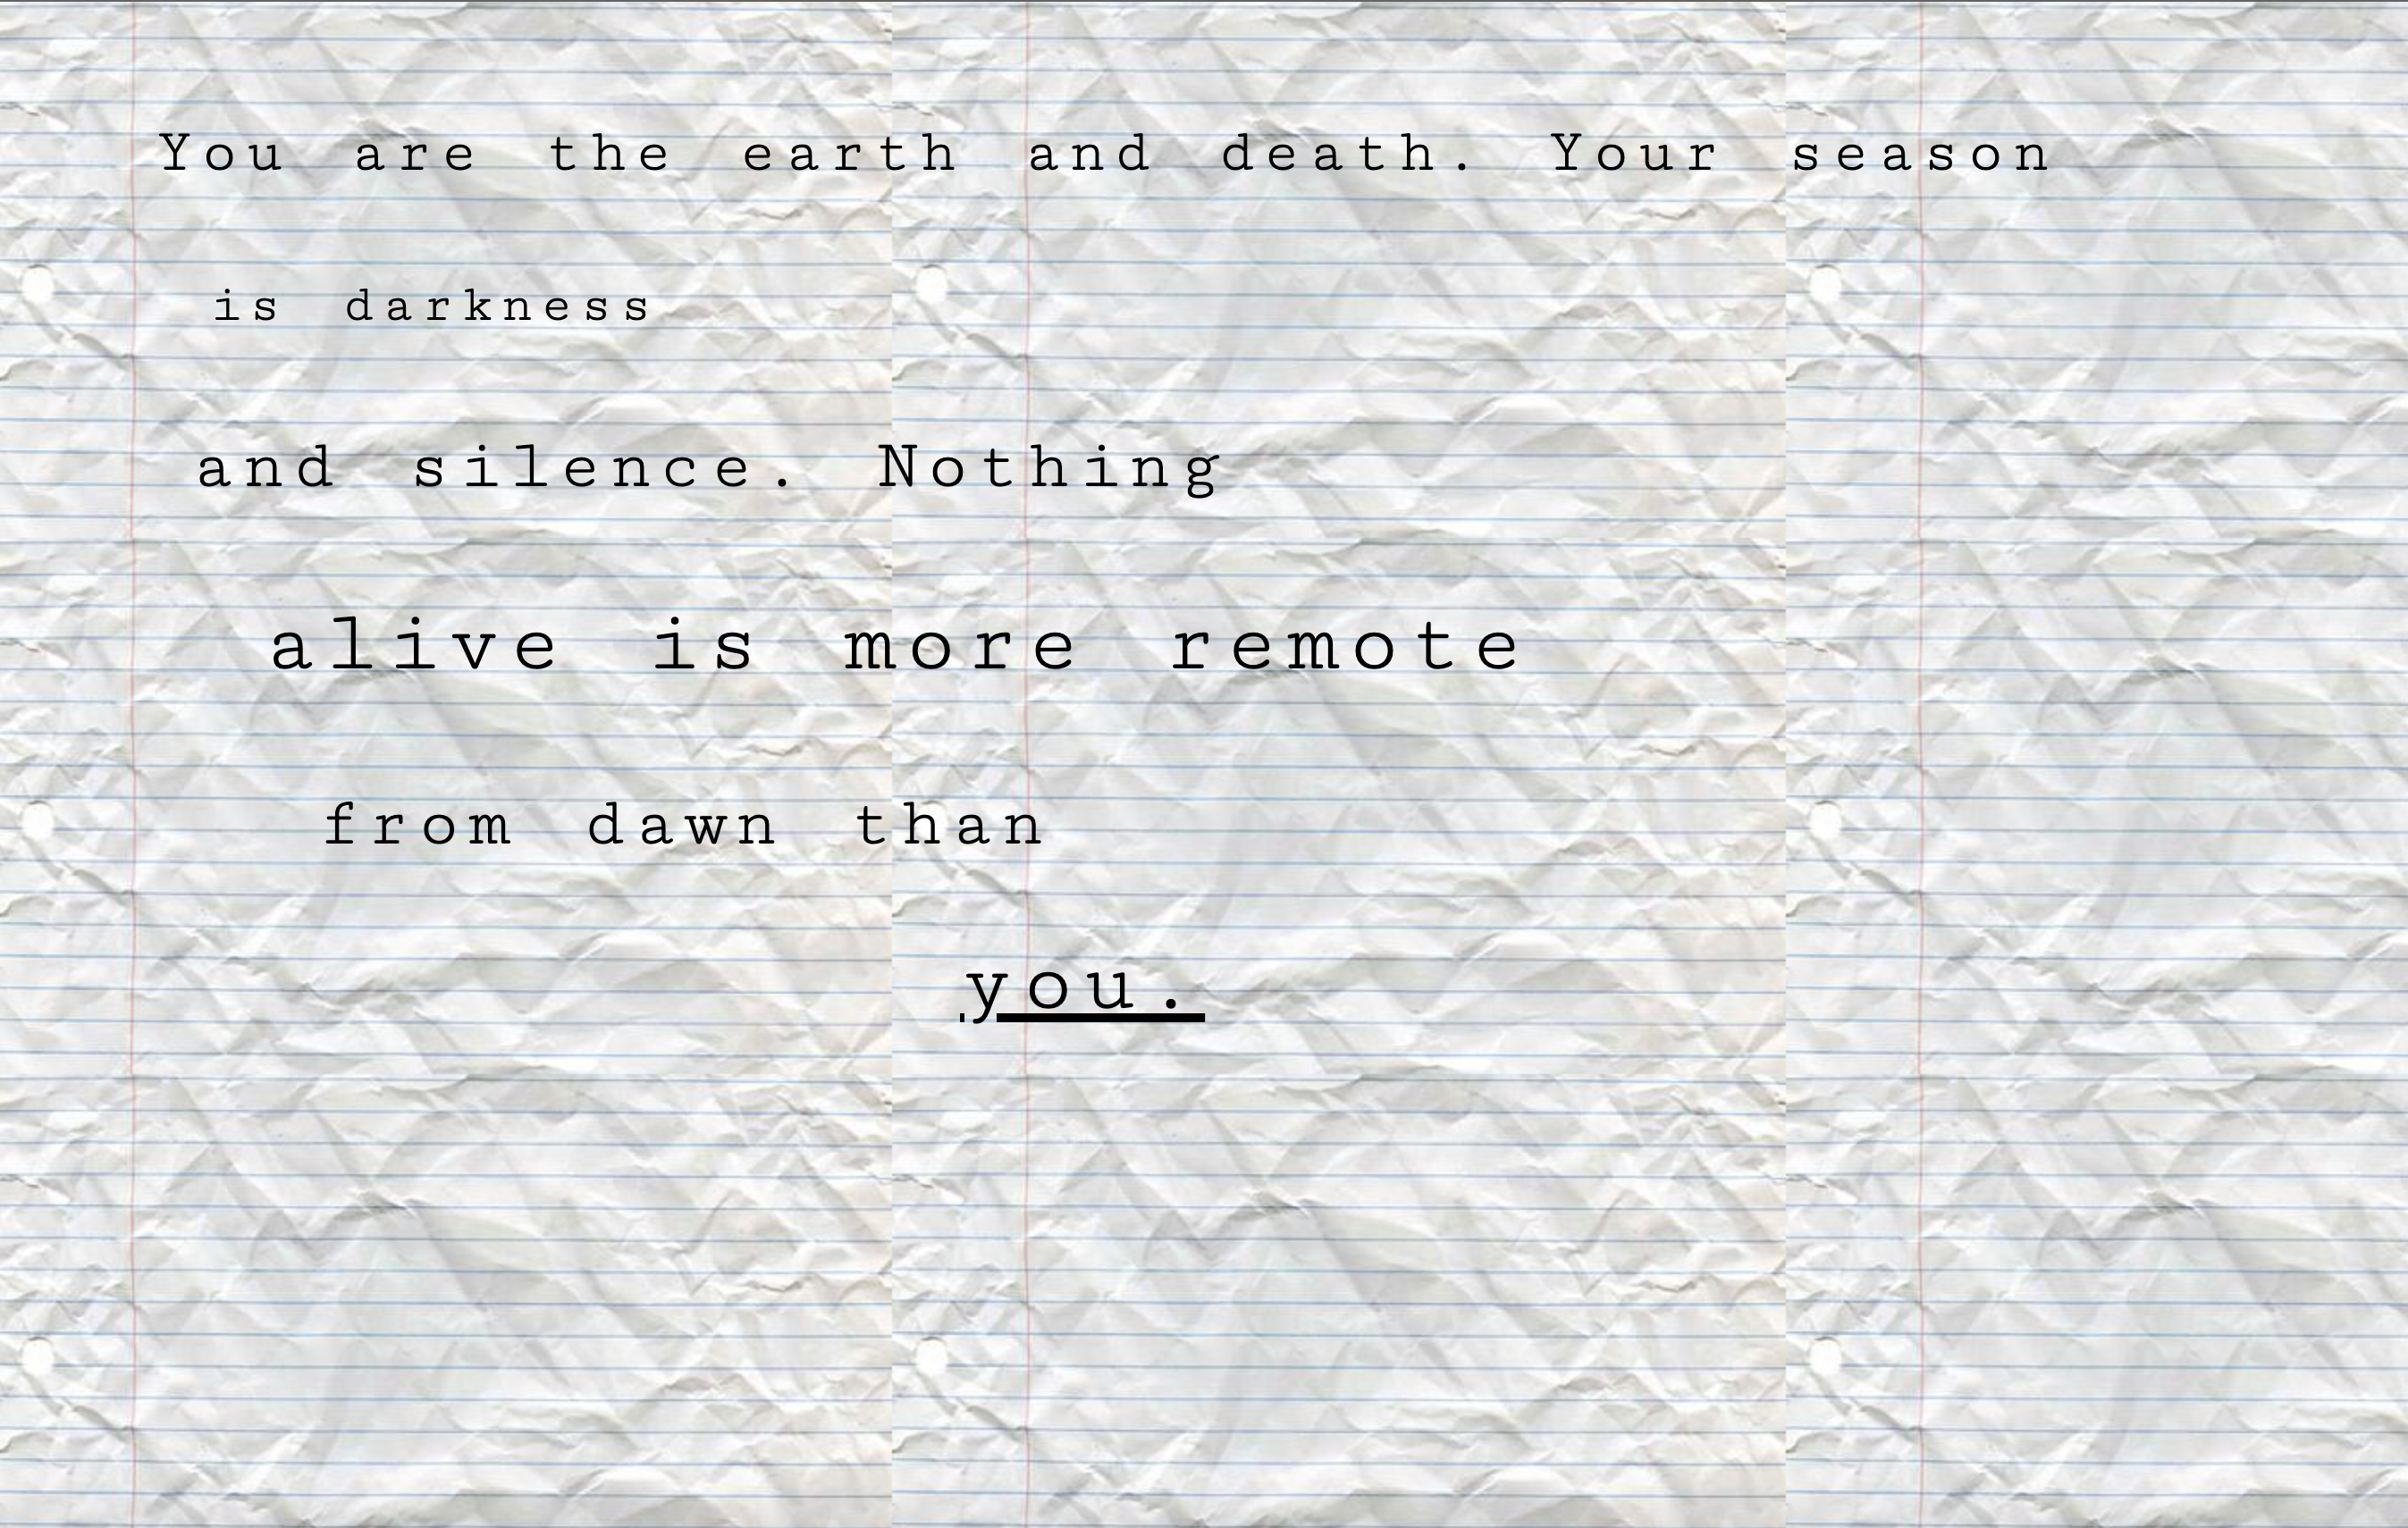 You are the earth and death. Your season
is darkness
and silence. Nothing
alive is more remote
from dawn than
you.